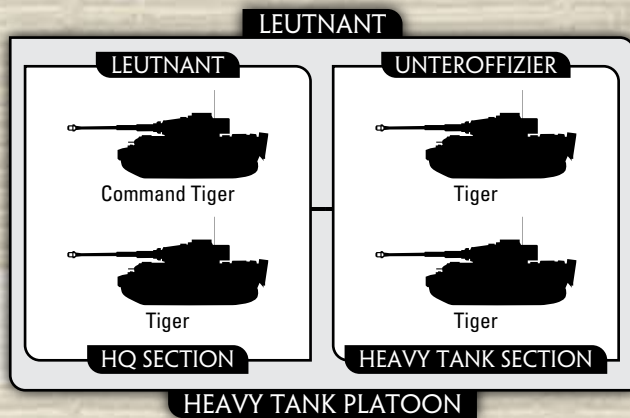 LEUTNANT
LEUTNANT
UNTEROFFIZIER
Command Tiger
Tiger
Tiger
Tiger
HQ SECTION
HEAVY TANK SECTION
HEAVY TANK PLATOON